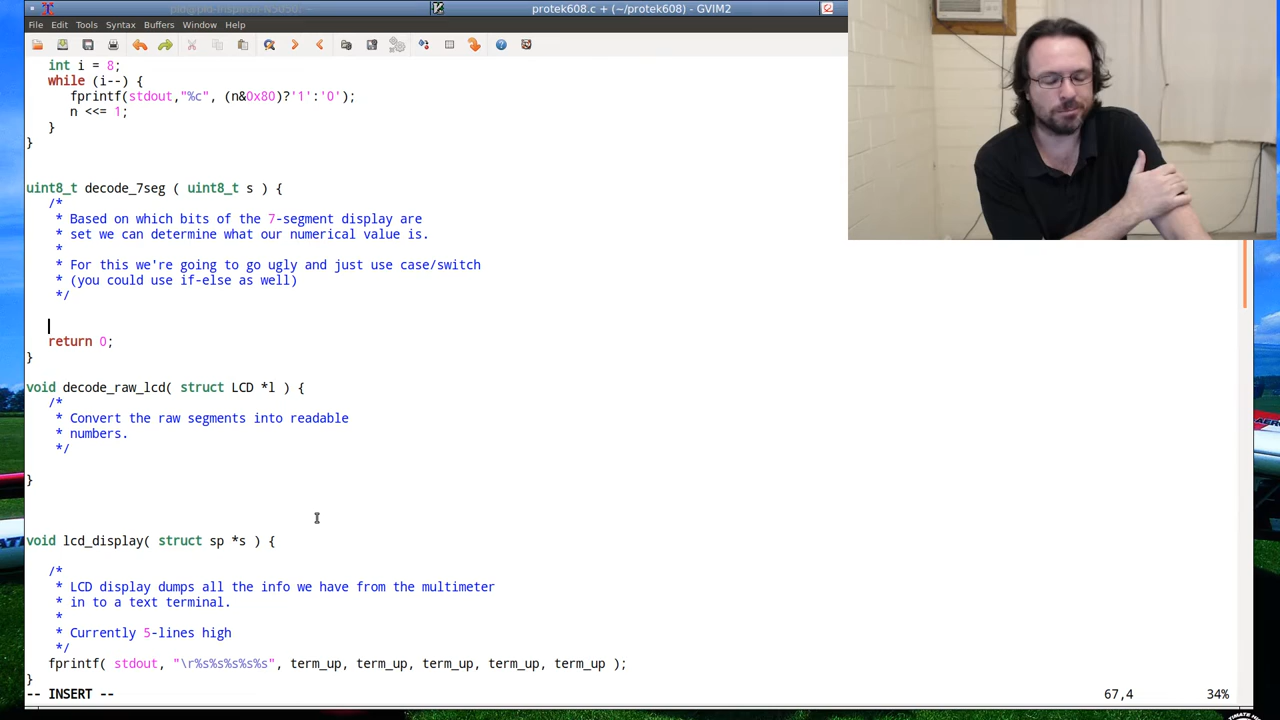 protek608.c + (~/protek608) - GVIM2
File Edit Tools Syntax Buffers Window Help
int i = 8;
while (i--) {
fprintf(stdout,"%c", (n&0x80)?'1':'0');
n <<= 1;
}
}
uint8_t decode_7seg ( uint8_t s ) {
/*
* Based on which bits of the 7-segment display are
* set we can determine what our numerical value is.
*
* For this we're going to go ugly and just use case/switch
* (you could use if-else as well)
*/
return 0;
}
void decode_raw_lcd( struct LCD *l ) {
/*
* Convert the raw segments into readable
* numbers.
*/
}
void lcd_display( struct sp *s ) {
/*
* LCD display dumps all the info we have from the multimeter
* in to a text terminal.
*
* Currently 5-lines high
*/
fprintf( stdout, "\r%s%s%s%s%s", term_up, term_up, term_up, term_up, term_up );
}
-- INSERT --
67,4
34%